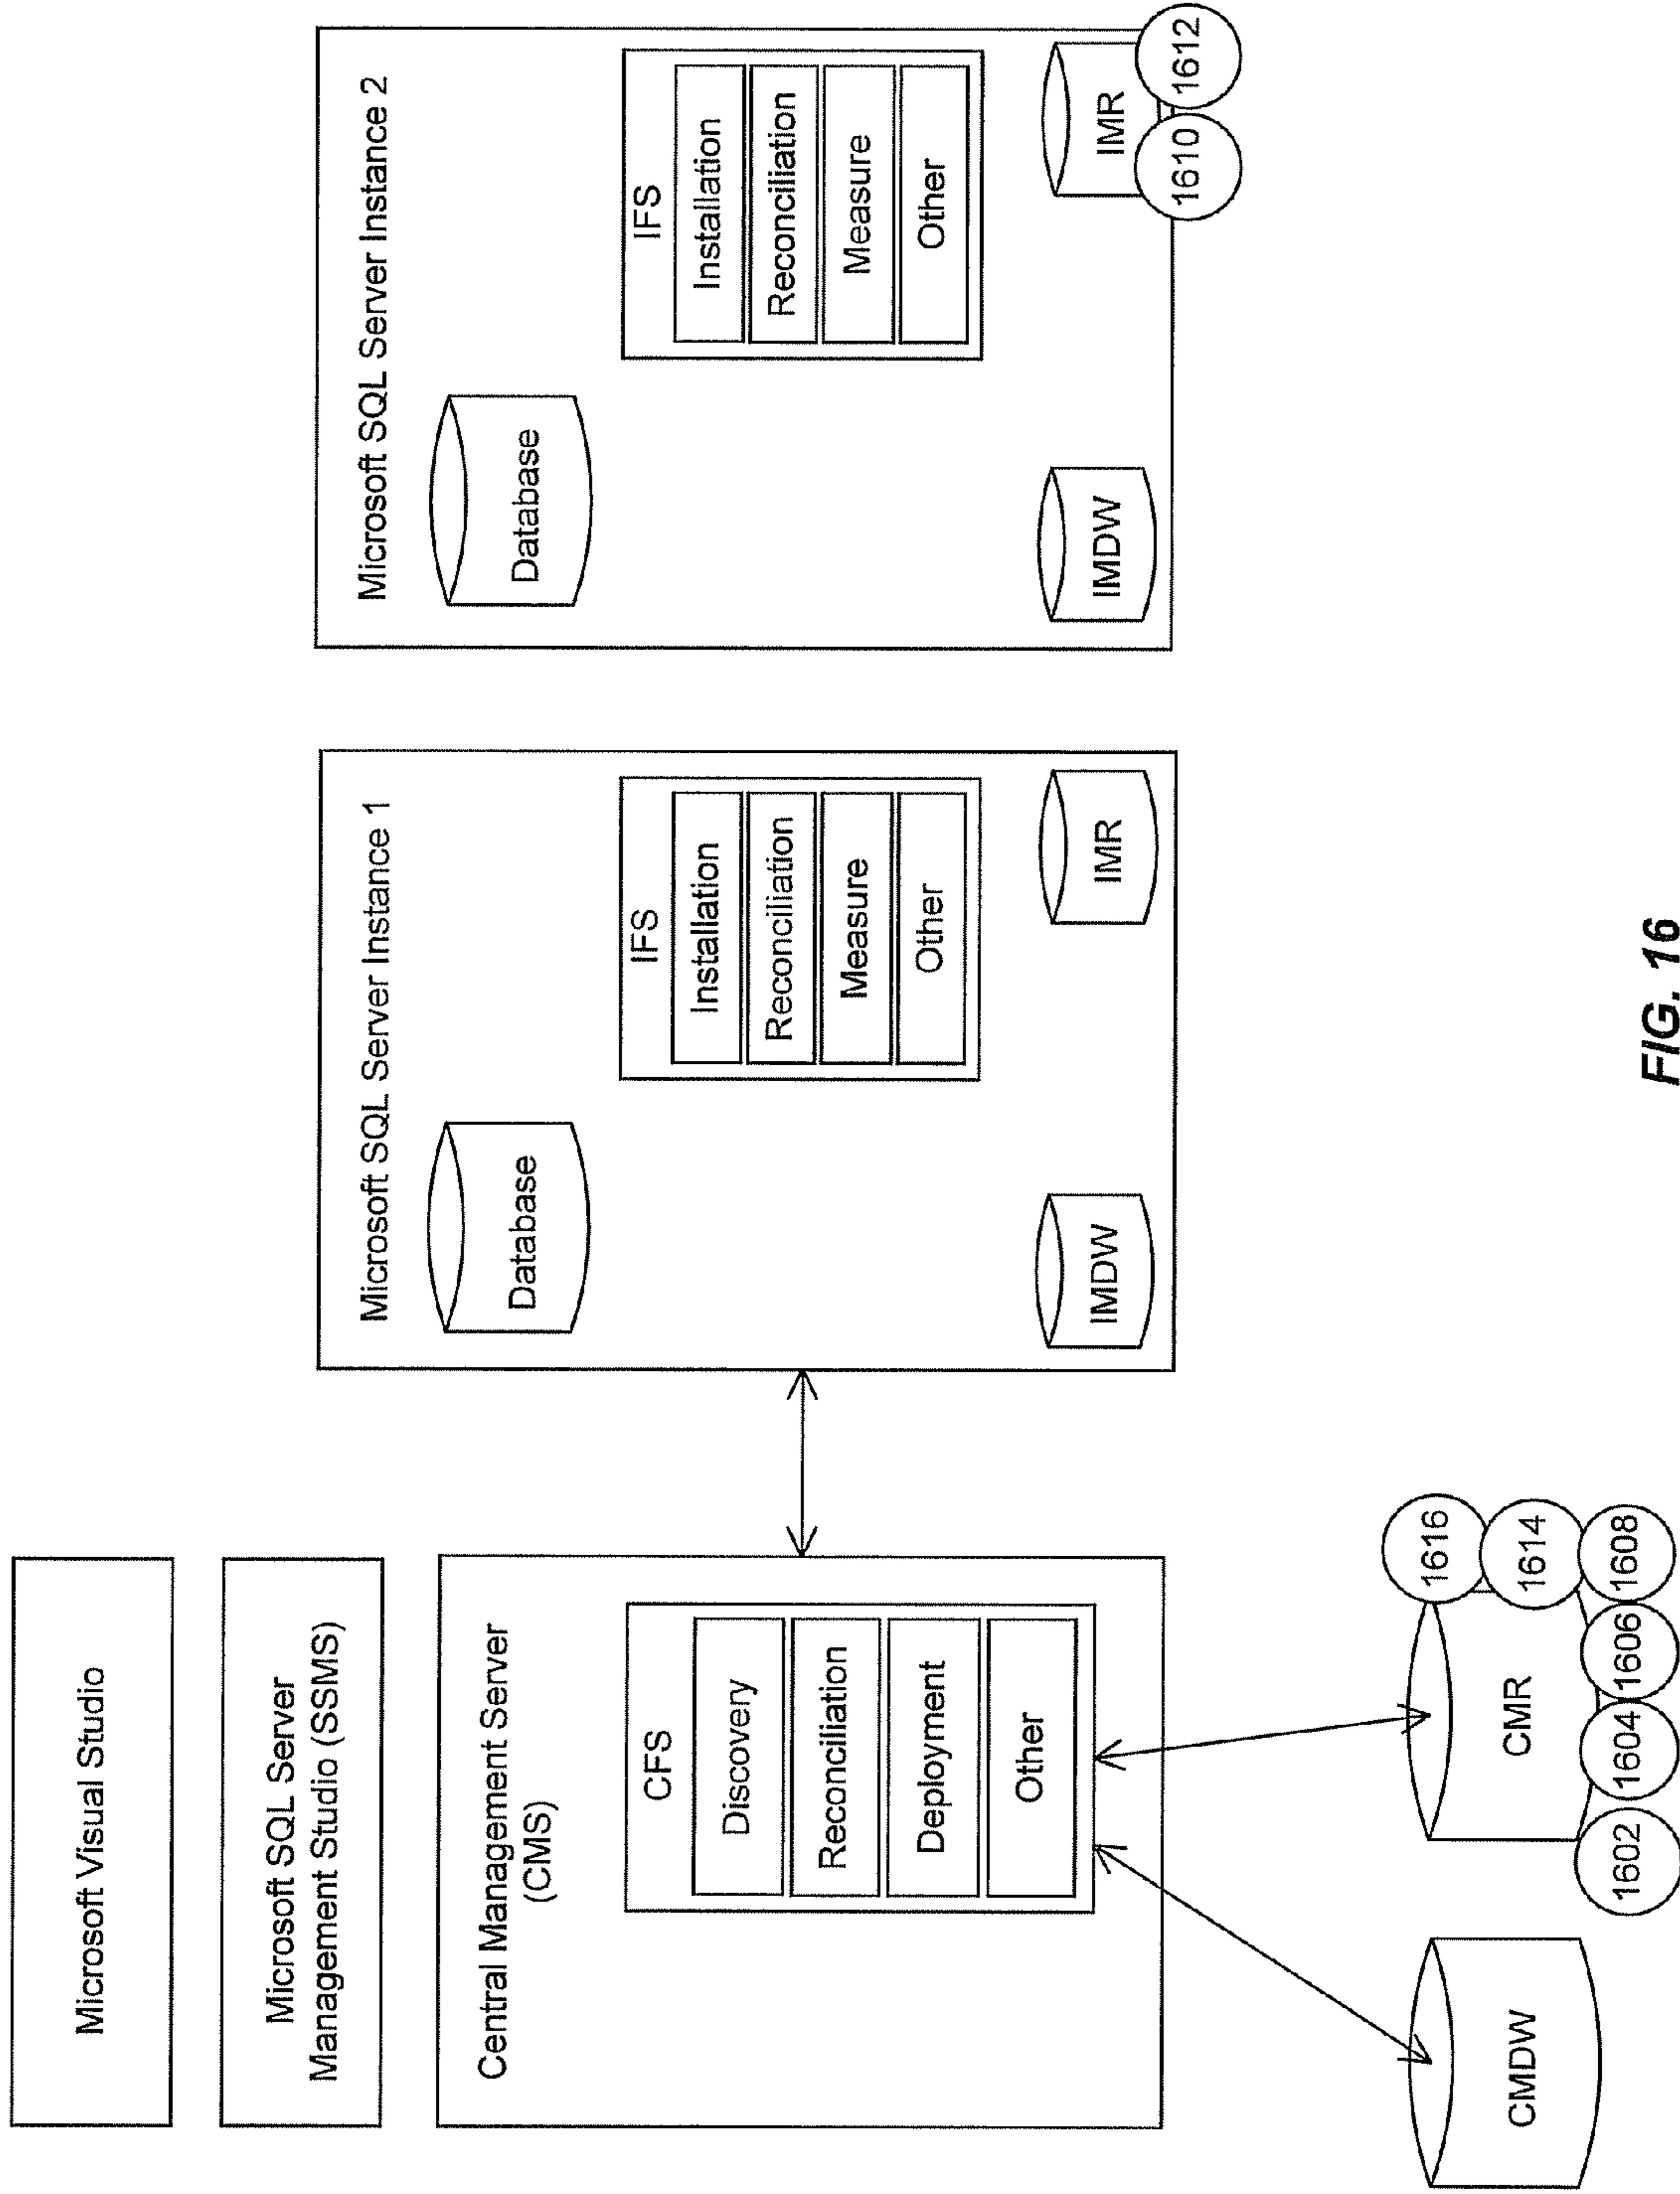 Microsoft Visual Studio
Microsoft SQL Server
Management Studio (SSMS)
Central Management Server
(CMS)
CFS
Discovery
Reconciliation
Deployment
Other
CMDW
CMR
1602
1604
1606
1608
1614
1616
Microsoft SQL Server Instance 1
Database
IFS
Installation
Reconciliation
Measure
Other
IMDW
IMR
Microsoft SQL Server Instance 2
Database
IFS
Installation
Reconciliation
Measure
Other
IMDW
IMR
1610
1612
FIG. 16